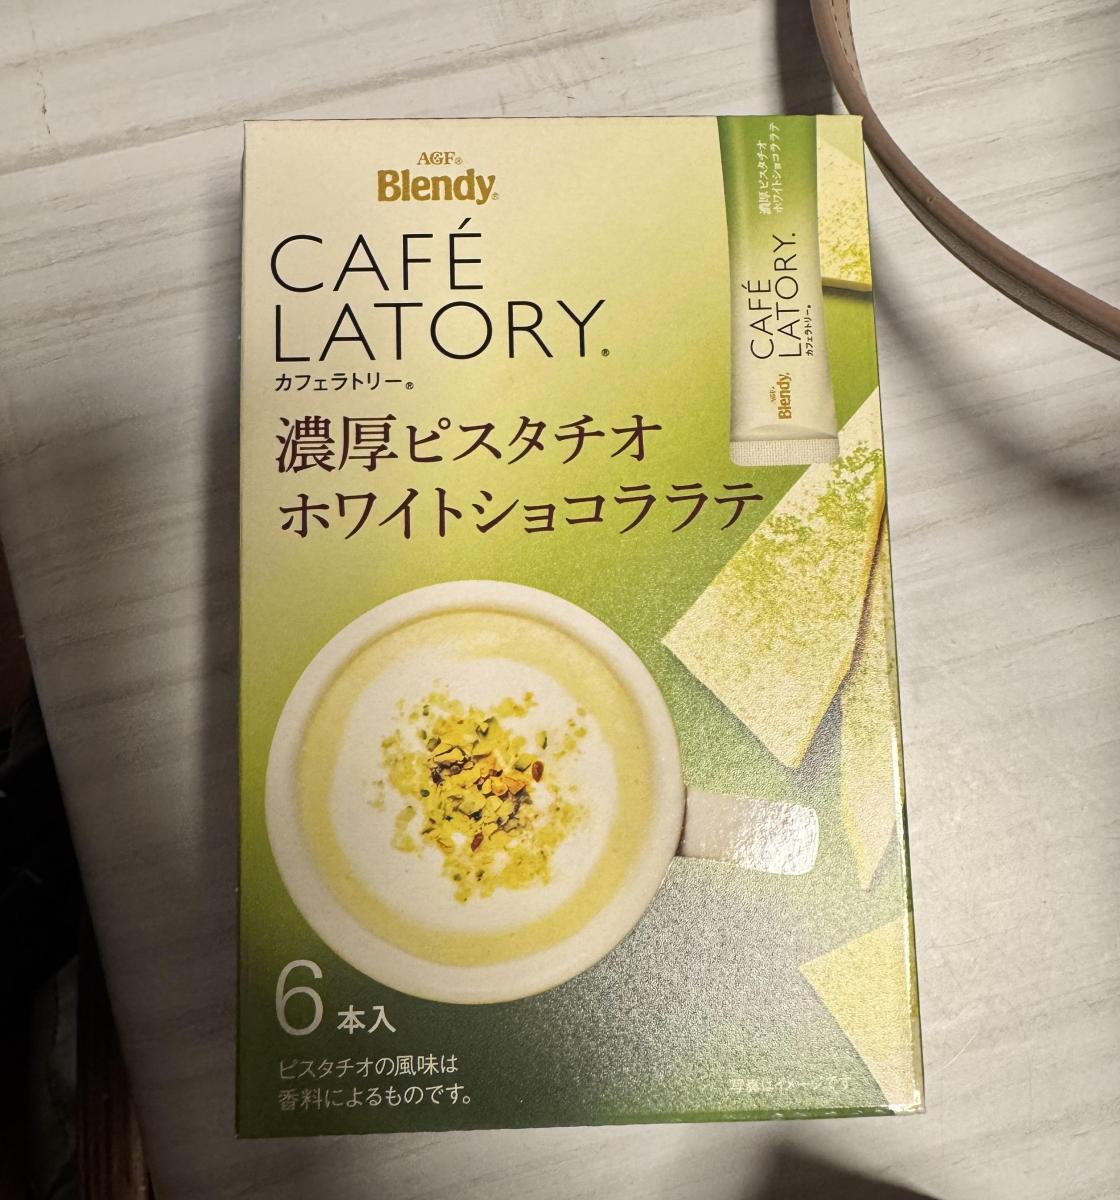 AGF®
Blendy®
CAFÉ
LATORY®
カフェラトリー®
濃厚ピスタチオ
ホワイトショコララテ
濃厚ピスタチオ
ホワイトショコララテ
CAFÉ
LATORY®
カフェラトリー®
AGF®
Blendy®
6本入
ピスタチオの風味は
香料によるものです。
写真はイメージです